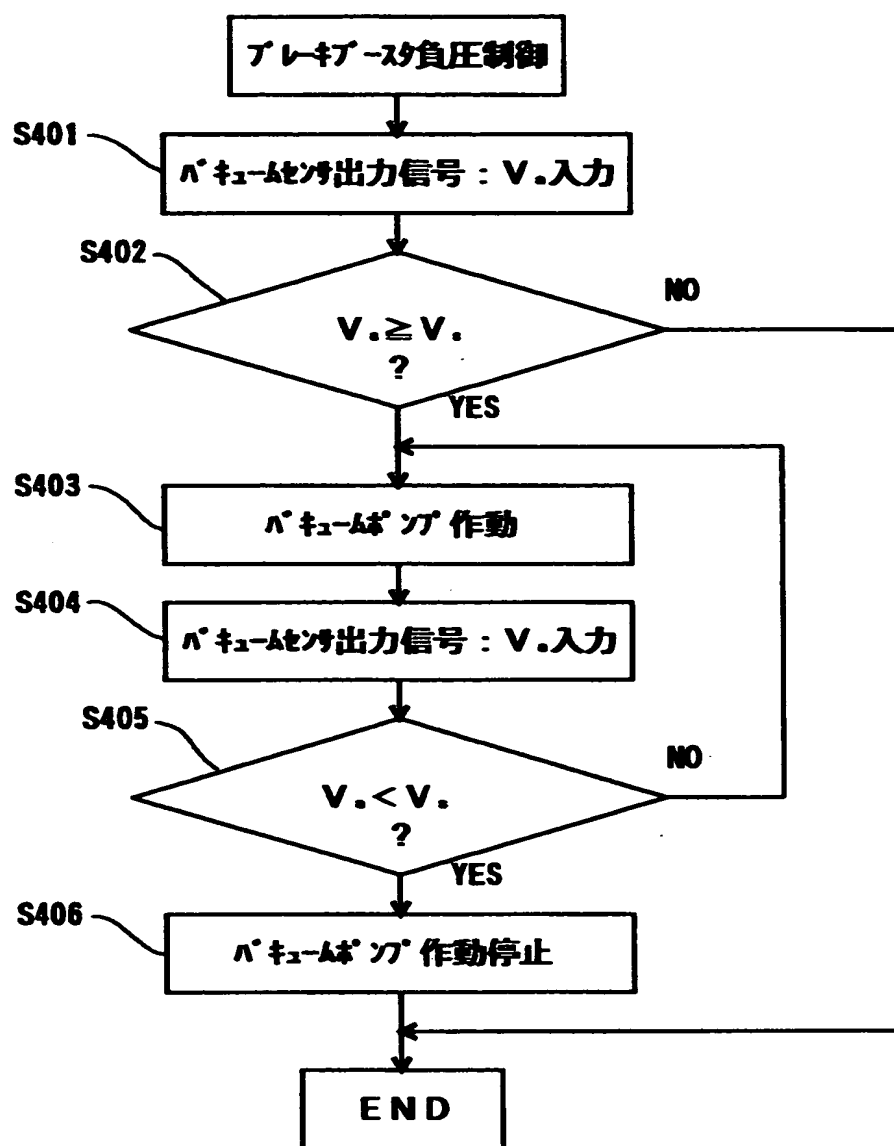 ブレーキブースタ負圧制御
S401
バキュームセンサ出力信号:V 入力
S402
NO
V ≧V
?
YES
S403
バキュームポンプ作動
S404
バキュームセンサ出力信号:V 入力
S405
NO
V <V
?
YES
S406
バキュームポンプ作動停止
END